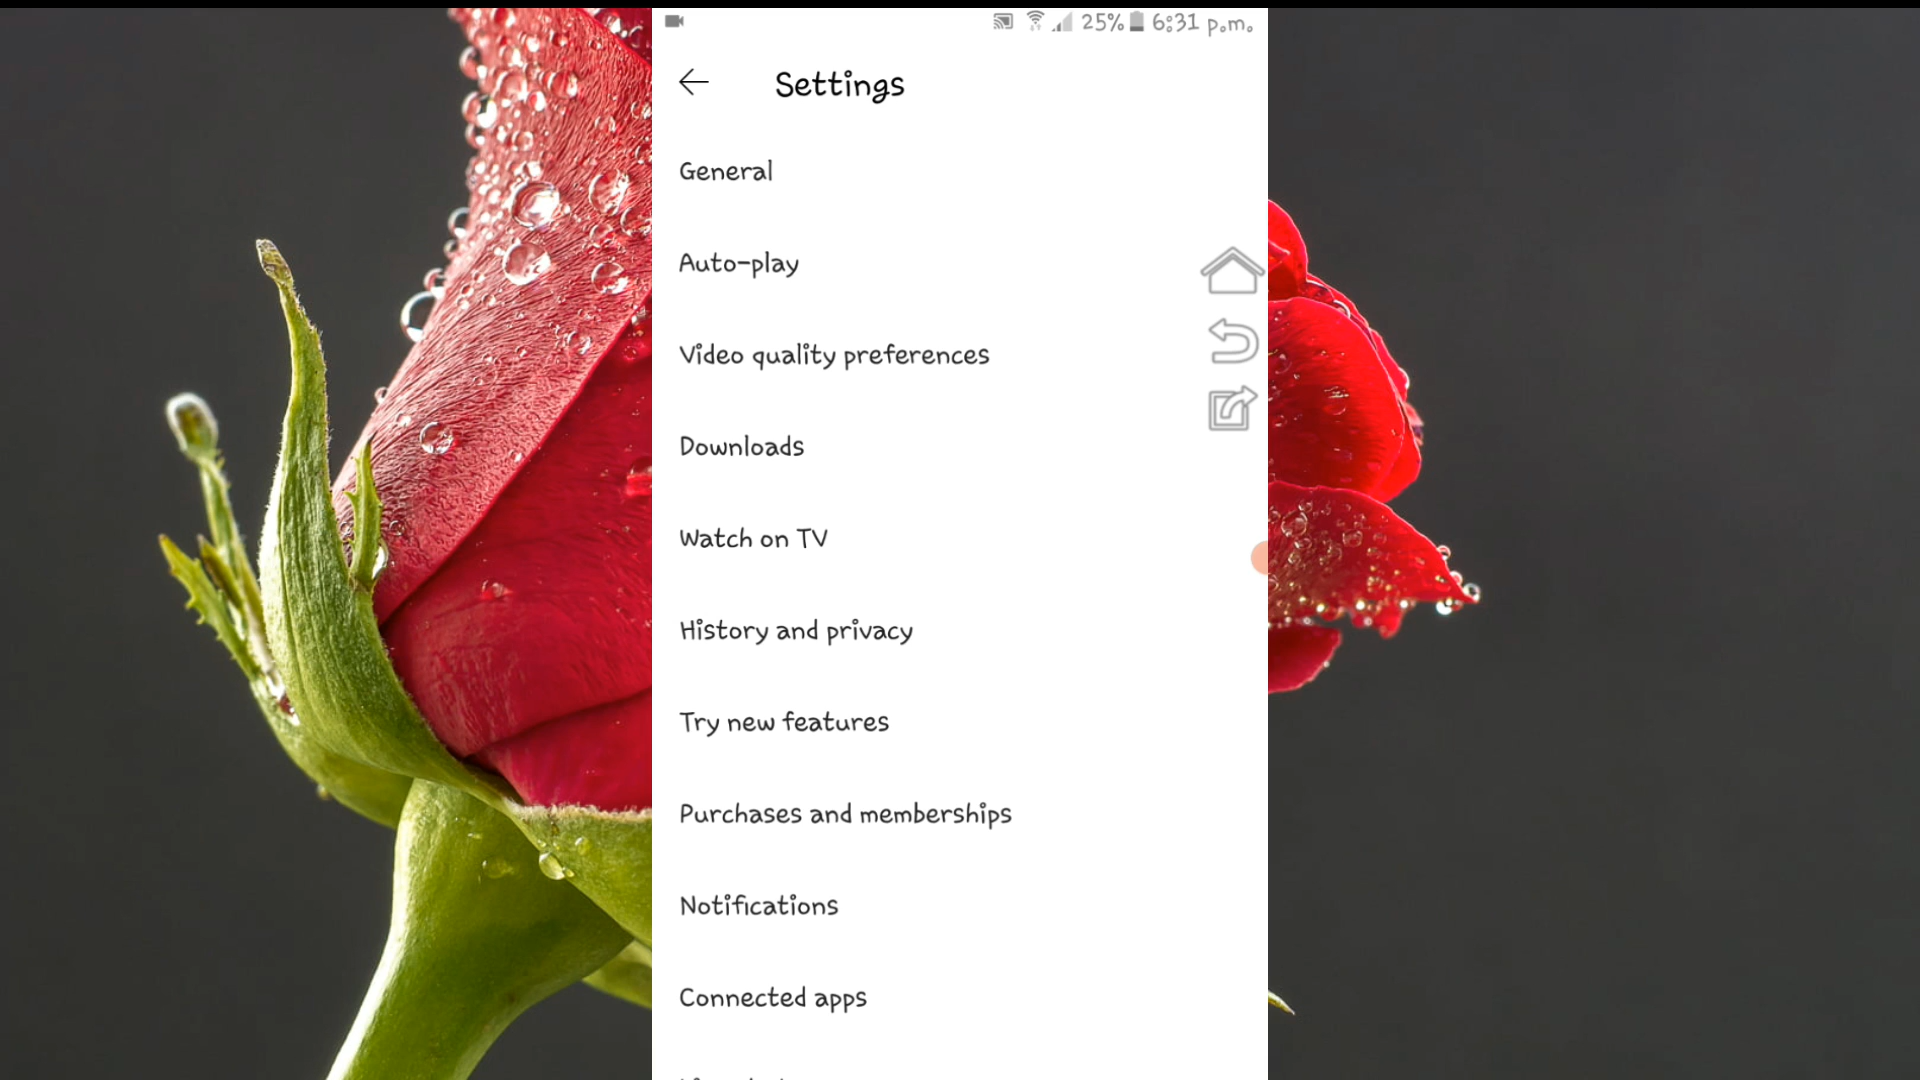 25% 6:31 p.m.
Settings
General
Auto-play
Video quality preferences
Downloads
Watch on TV
History and privacy
Try new features
Purchases and memberships
Notifications
Connected apps